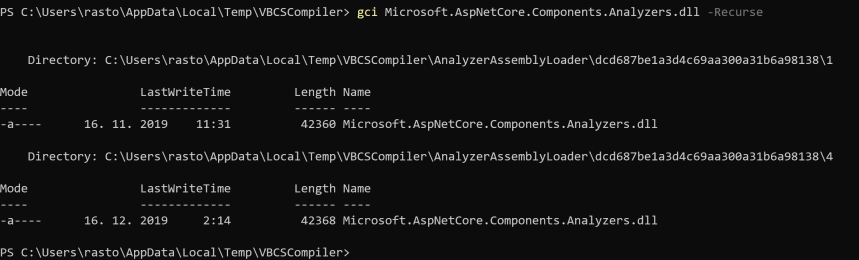 PS C:\Users\rasto\AppData\Local\Temp\VBCSCompiler> gci Microsoft.AspNetCore.Components.Analyzers.dll -Recurse
Directory: C:\Users\rasto\AppData\Local\Temp\VBCSCompiler\AnalyzerAssemblyLoader\dcd687be1a3d4c69aa300a31b6a98138\1
Mode LastWriteTime Length Name
---- ------------- ------ ----
-a---- 16. 11. 2019 11:31 42360 Microsoft.AspNetCore.Components.Analyzers.dll
Directory: C:\Users\rasto\AppData\Local\Temp\VBCSCompiler\AnalyzerAssemblyLoader\dcd687be1a3d4c69aa300a31b6a98138\4
Mode LastWriteTime Length Name
---- ------------- ------ ----
-a---- 16. 12. 2019 2:14 42368 Microsoft.AspNetCore.Components.Analyzers.dll
PS C:\Users\rasto\AppData\Local\Temp\VBCSCompiler>